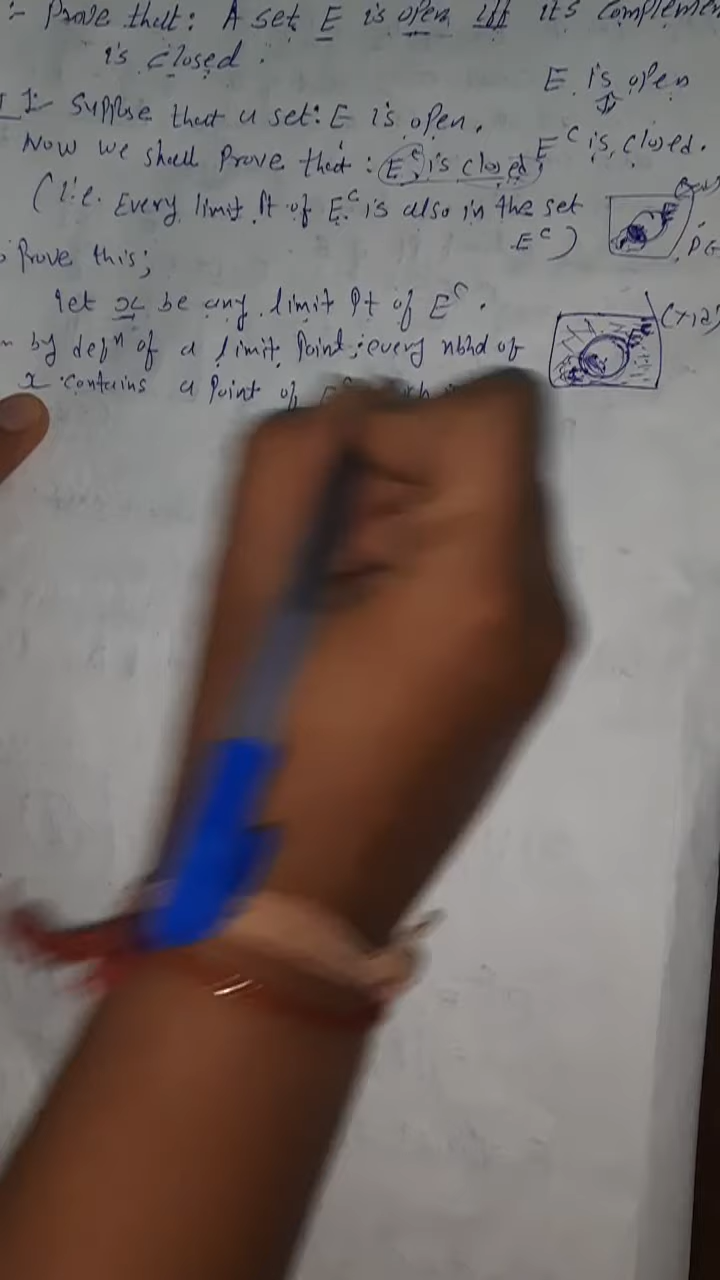 :- Prove that: A set E is open iff its Complemen
is closed.
E is open
⇕
E^C is closed.
I:- Suppose that a set: E is open.
Now we shall Prove that: E^C is closed;
(i.e. Every limit Pt of E^C is also in the set
E^C)
Prove this;
let x be any limit Pt of E^C.
by def^n of a limit Point; every nbhd of
x contains a Point of
(X,d)